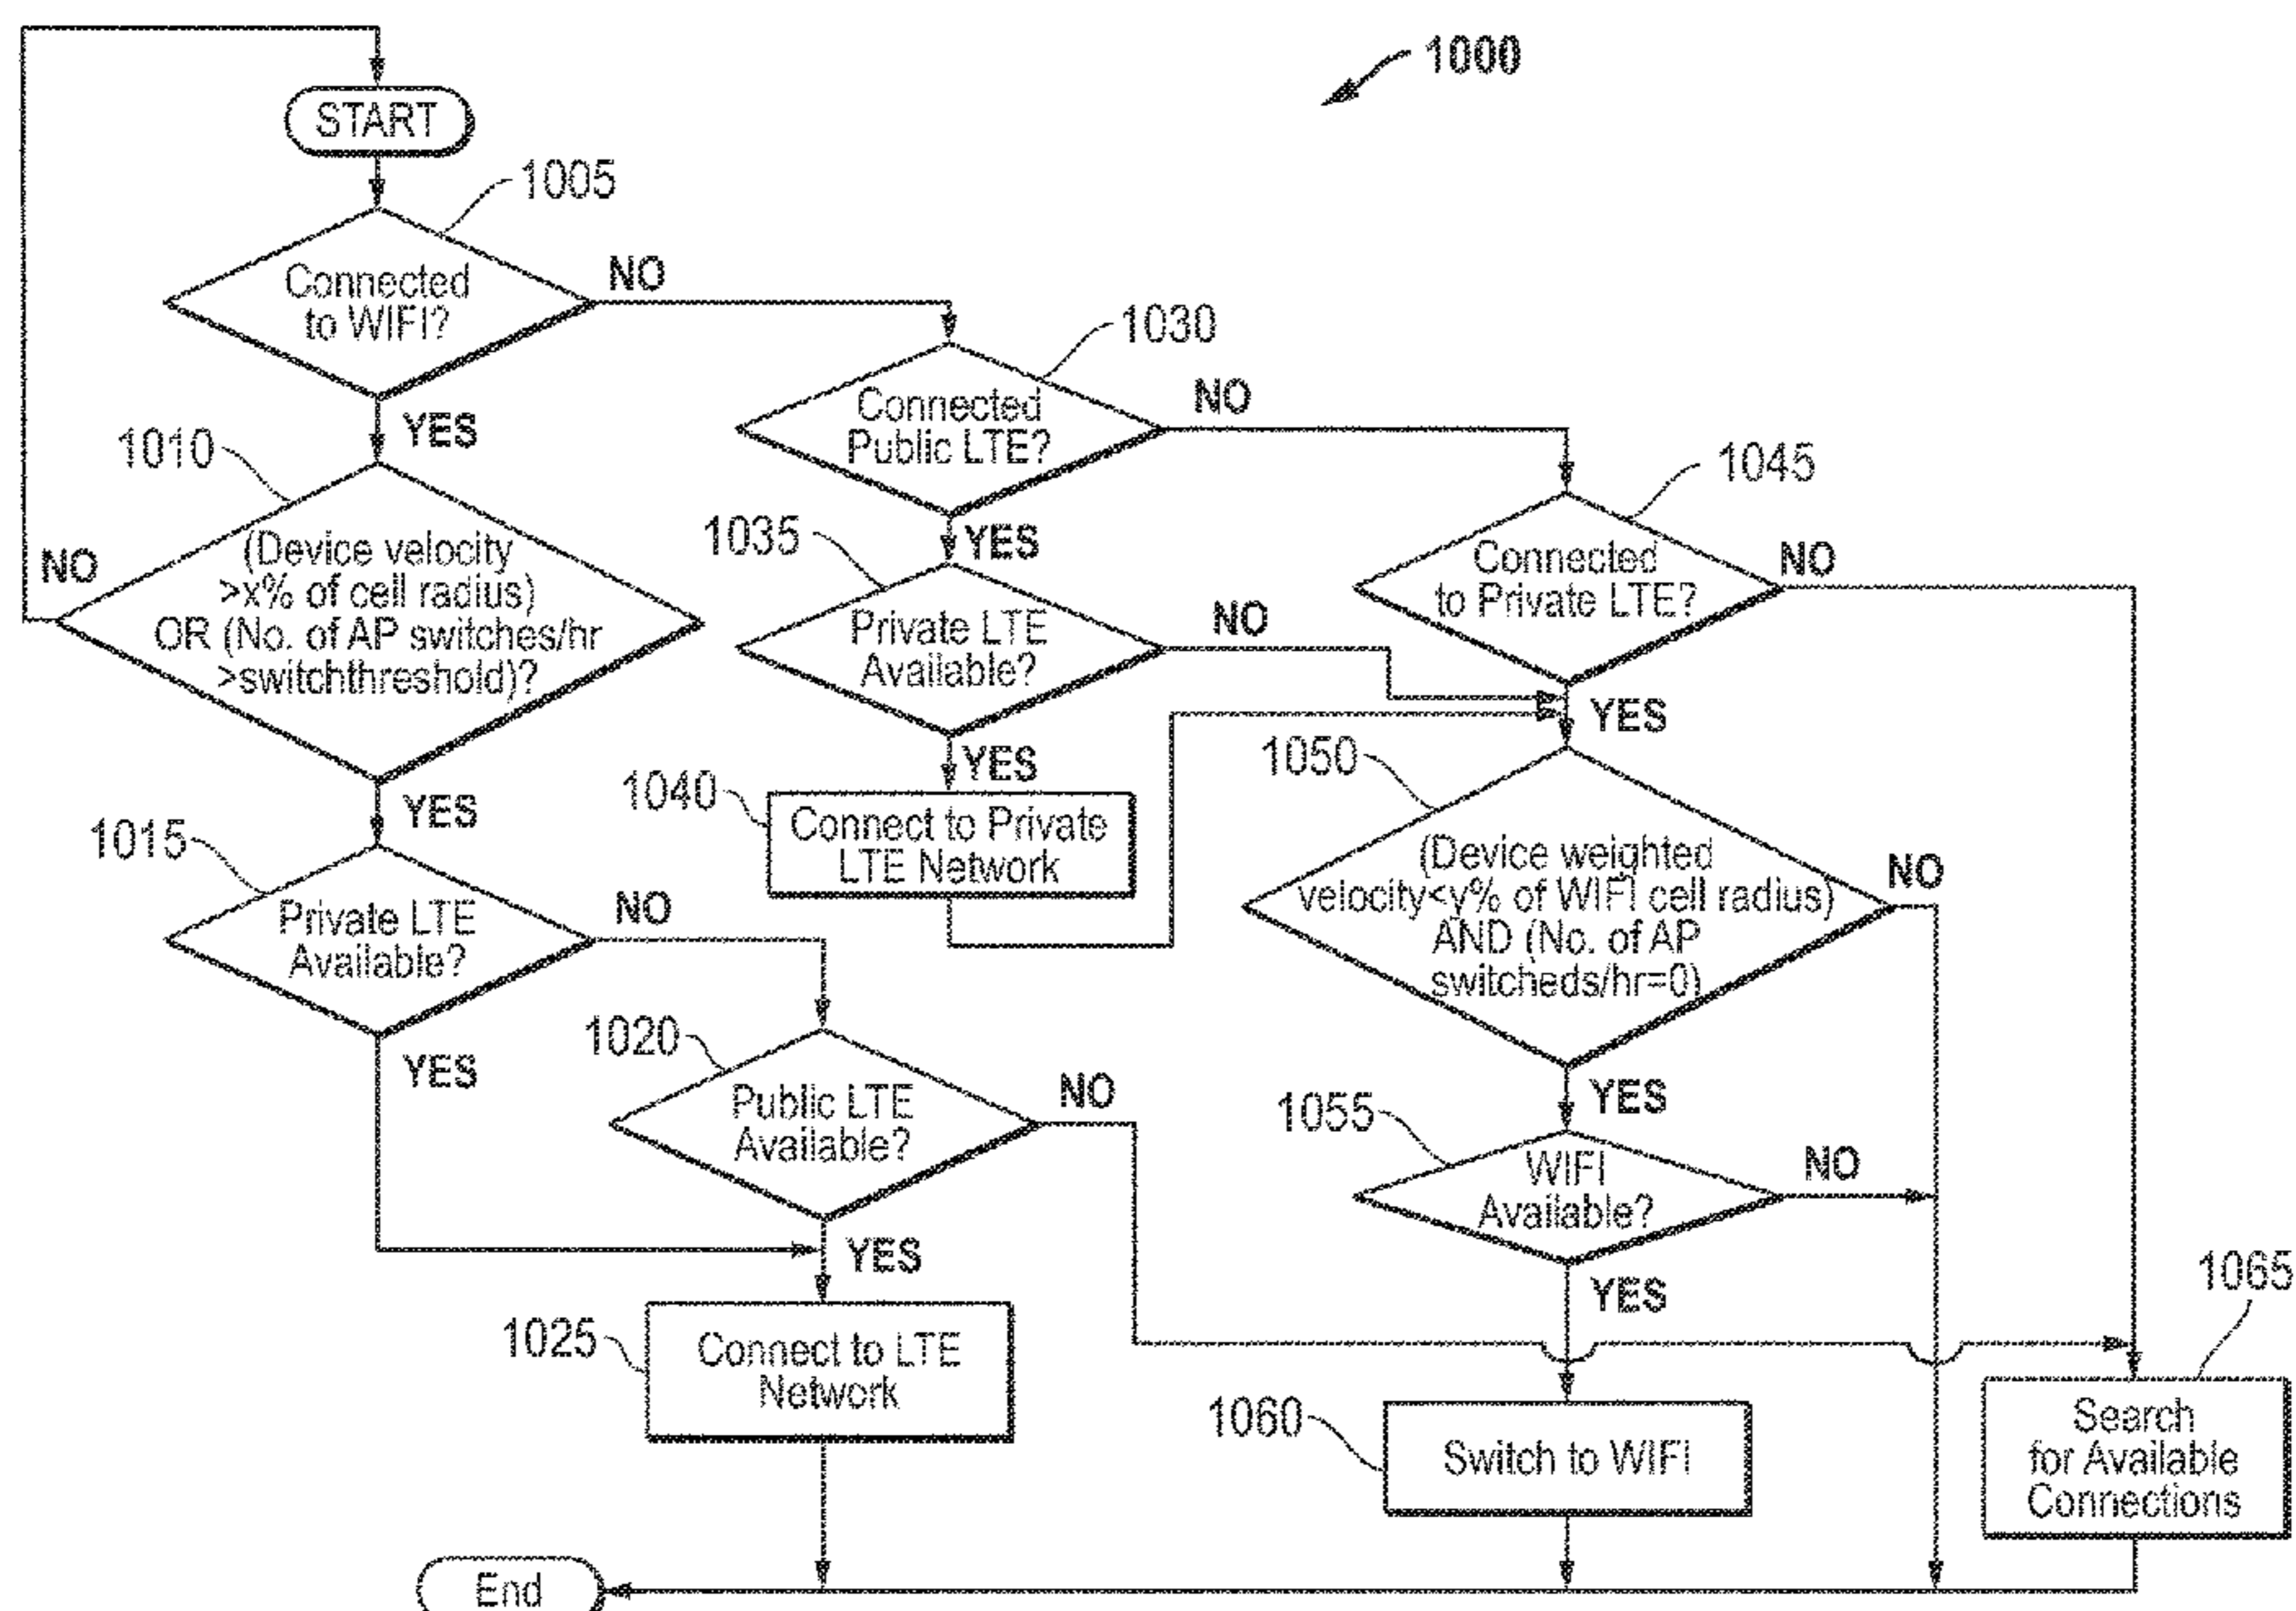 1000
START
1005
Connected
to WIFI?
NO
YES
1030
Connected
Public LTE?
NO
YES
1010
(Device velocity
>x% of cell radius)
OR (No. of AP switches/hr
>switchthreshold)?
NO
YES
1035
Private LTE
Available?
NO
YES
1045
Connected
to Private LTE?
NO
YES
1040
Connect to Private
LTE Network
1050
(Device weighted
velocity<y% of WIFI cell radius)
AND (No. of AP
switcheds/hr=0)
NO
YES
1015
Private LTE
Available?
NO
YES
1020
Public LTE
Available?
NO
YES
1055
WIFI
Available?
NO
YES
1025
Connect to LTE
Network
1060
Switch to WIFI
1065
Search
for Available
Connections
End